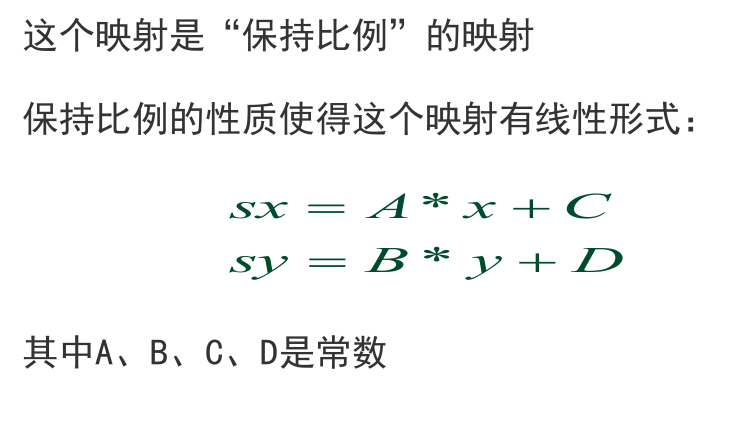 这个映射是“保持比例”的映射
保持比例的性质使得这个映射有线性形式：
sx = A * x + C
sy = B * y + D
其中A、B、C、D是常数